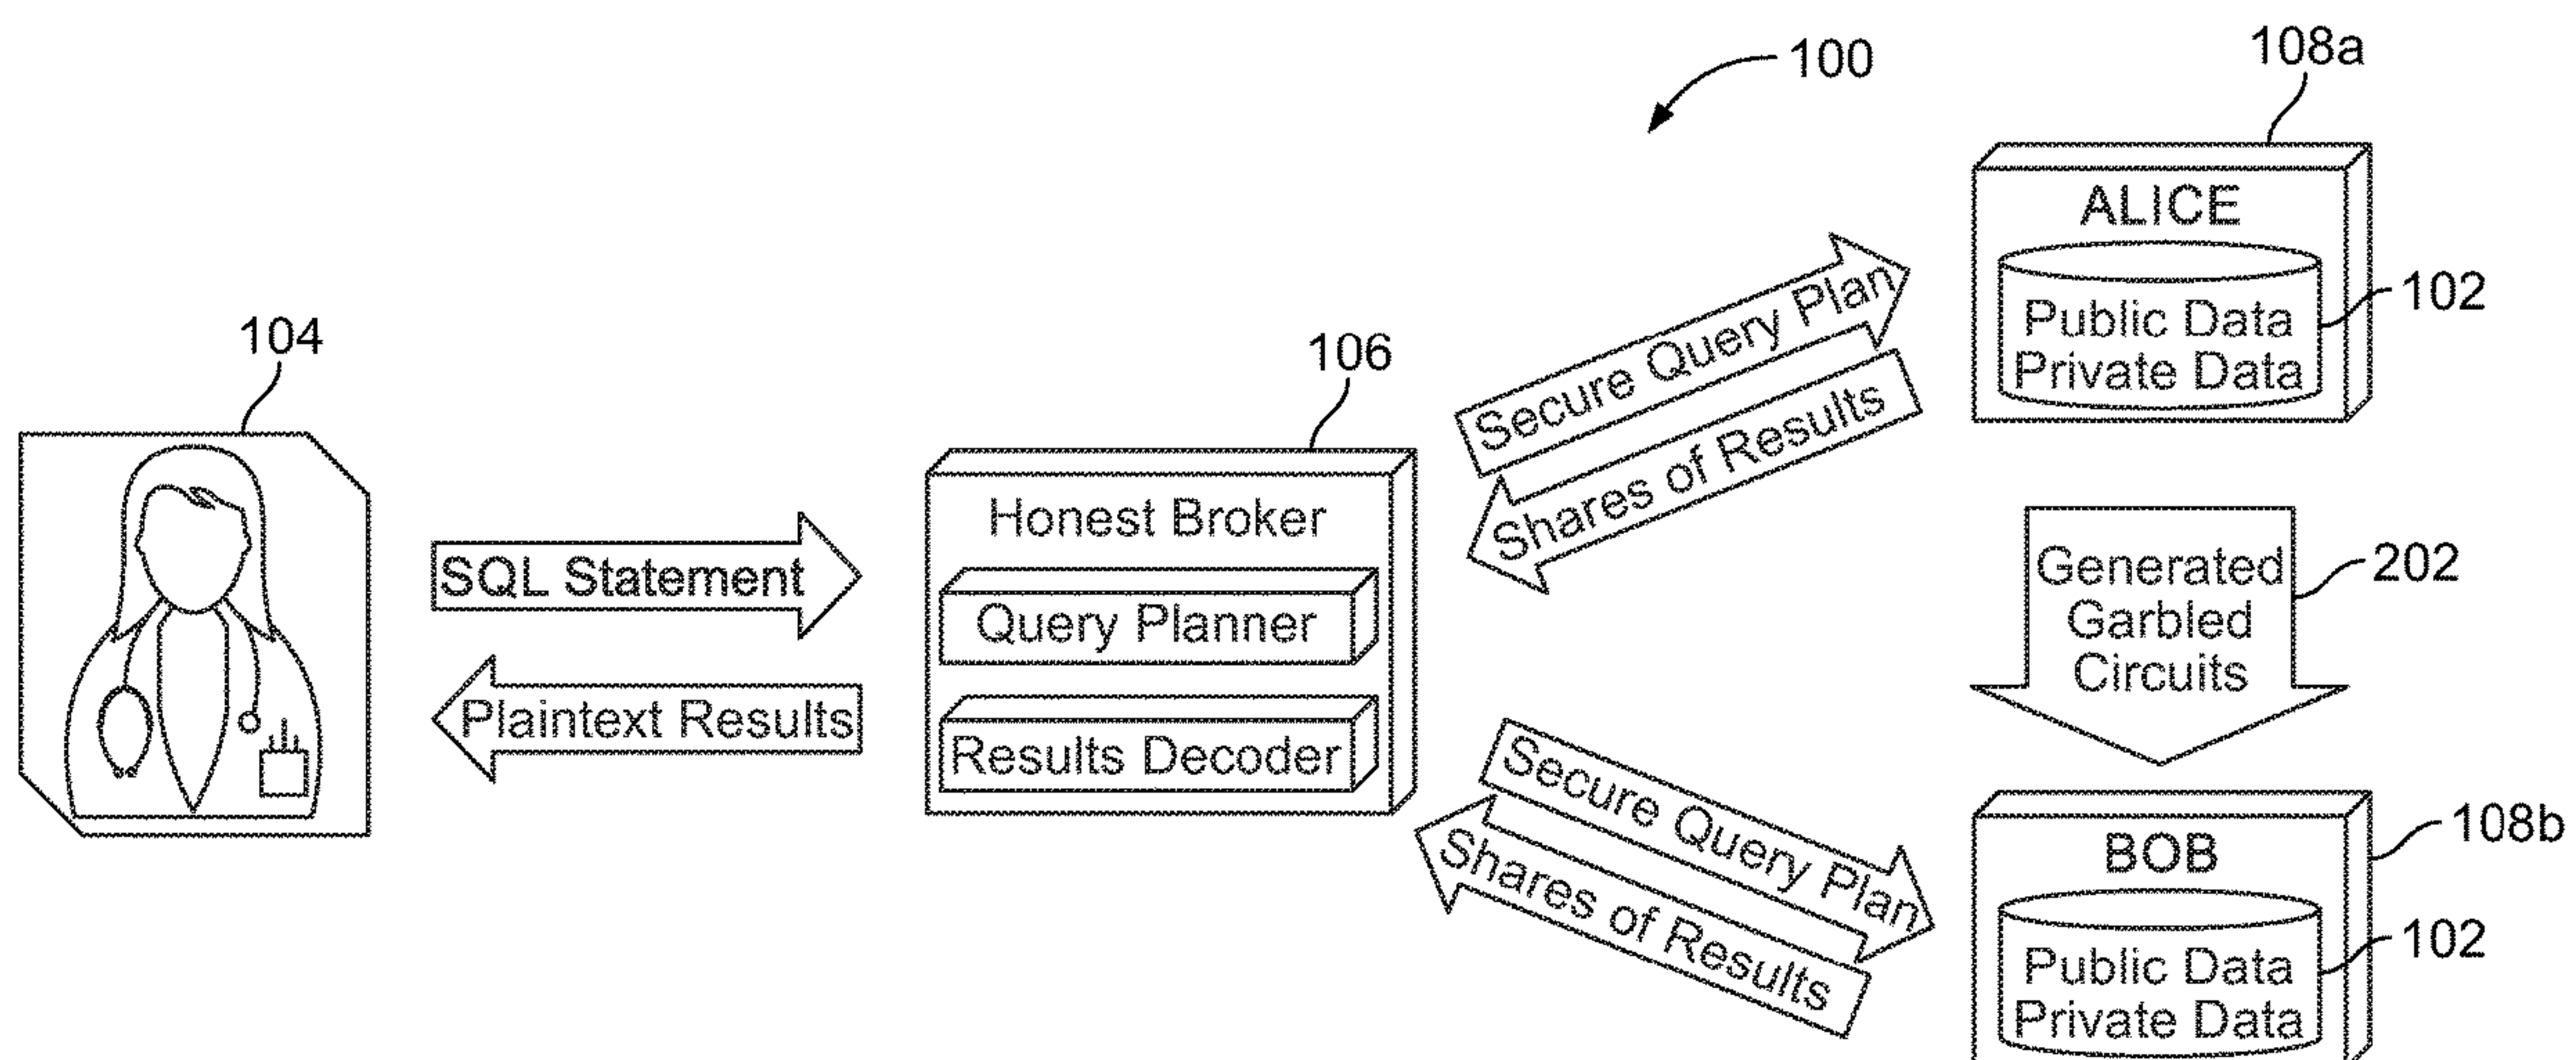 100
108a
ALICE
Public Data
Private Data
102
104
106
SQL Statement
Plaintext Results
Honest Broker
Query Planner
Results Decoder
Secure Query Plan
Shares of Results
Generated
Garbled
Circuits
202
Secure Query Plan
Shares of Results
108b
BOB
Public Data
Private Data
102